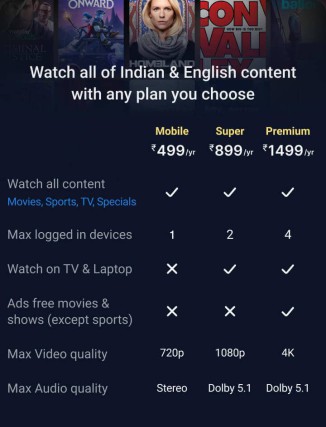 ONWARD
HOMELAND
CON
VAL
Watch all of Indian & English content
with any plan you choose
Mobile Super Premium
₹499/yr ₹899/yr ₹1499/yr
Watch all content ✓ ✓ ✓
Movies, Sports, TV, Specials
Max logged in devices 1 2 4
Watch on TV & Laptop ✕ ✓ ✓
Ads free movies & ✕ ✕ ✓
shows (except sports)
Max Video quality 720p 1080p 4K
Max Audio quality Stereo Dolby 5.1 Dolby 5.1